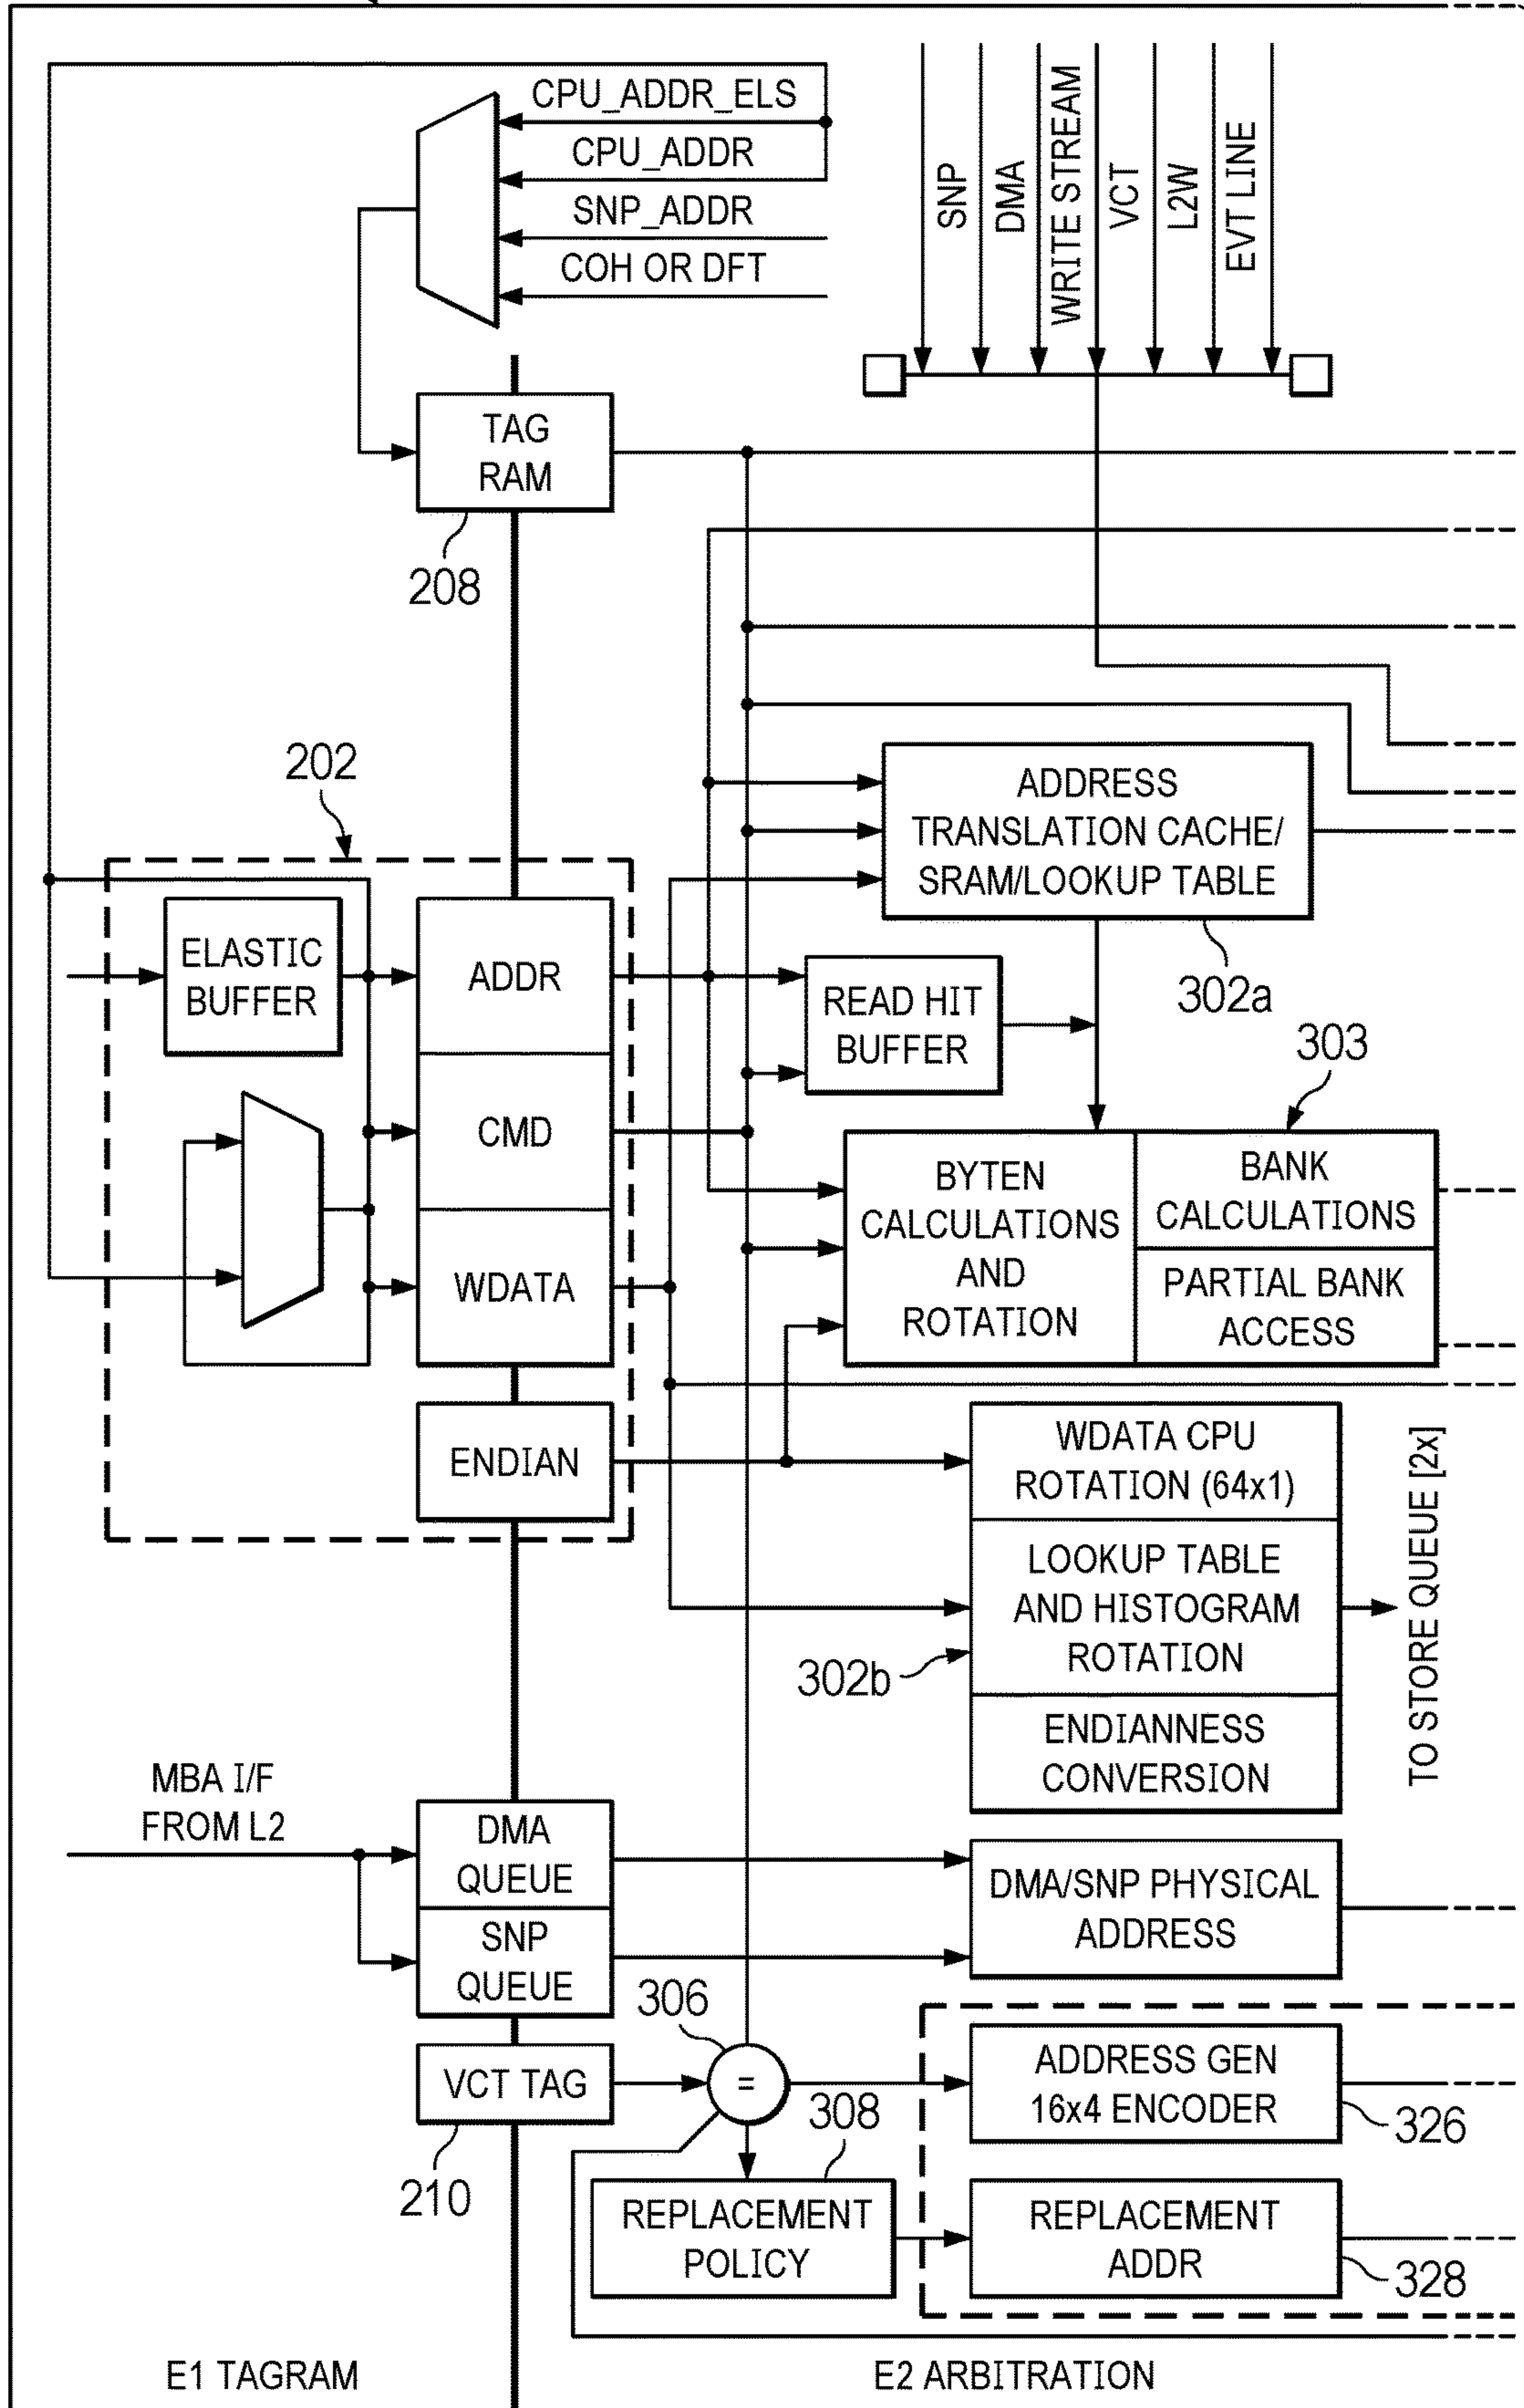 CPU_ADDR_ELS
CPU_ADDR
SNP_ADDR
COH OR DFT
SNP
DMA
WRITE STREAM
VCT
L2W
EVT LINE
TAG
RAM
208
202
ADDRESS
TRANSLATION CACHE/
SRAM/LOOKUP TABLE
302a
ELASTIC
BUFFER
ADDR
CMD
WDATA
ENDIAN
READ HIT
BUFFER
303
BYTEN
CALCULATIONS
AND
ROTATION
BANK
CALCULATIONS
PARTIAL BANK
ACCESS
WDATA CPU
ROTATION (64x1)
LOOKUP TABLE
AND HISTOGRAM
ROTATION
302b
ENDIANNESS
CONVERSION
TO STORE QUEUE [2x]
MBA I/F
FROM L2
DMA
QUEUE
SNP
QUEUE
DMA/SNP PHYSICAL
ADDRESS
306
VCT TAG
=
210
308
ADDRESS GEN
16x4 ENCODER
326
REPLACEMENT
POLICY
REPLACEMENT
ADDR
328
E1 TAGRAM
E2 ARBITRATION